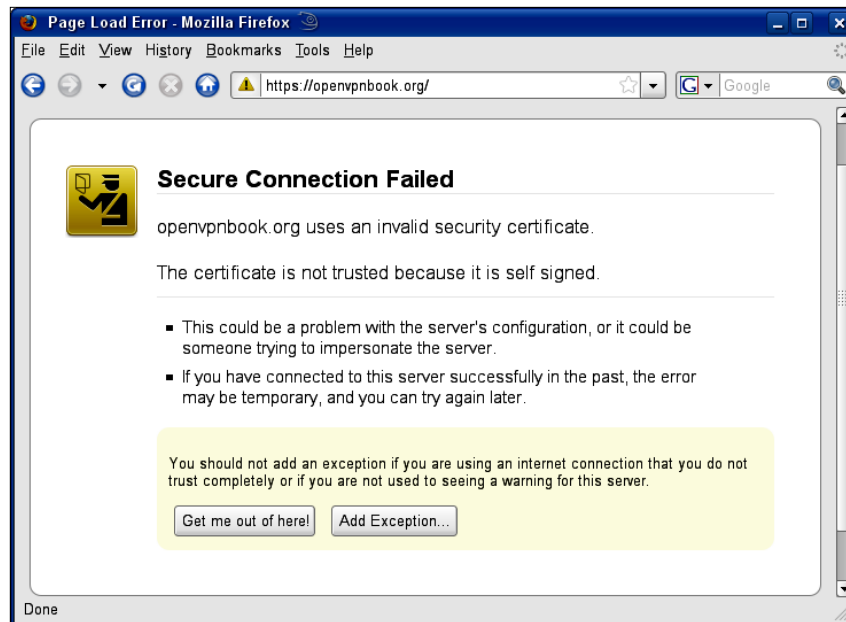 Page Load Error - Mozilla Firefox
File Edit View History Bookmarks Tools Help
https://openvpnbook.org/ G Google
Secure Connection Failed
openvpnbook.org uses an invalid security certificate.
The certificate is not trusted because it is self signed.
This could be a problem with the server's configuration, or it could be
someone trying to impersonate the server.
If you have connected to this server successfully in the past, the error
may be temporary, and you can try again later.
You should not add an exception if you are using an internet connection that you do not
trust completely or if you are not used to seeing a warning for this server.
Get me out of here! Add Exception...
Done